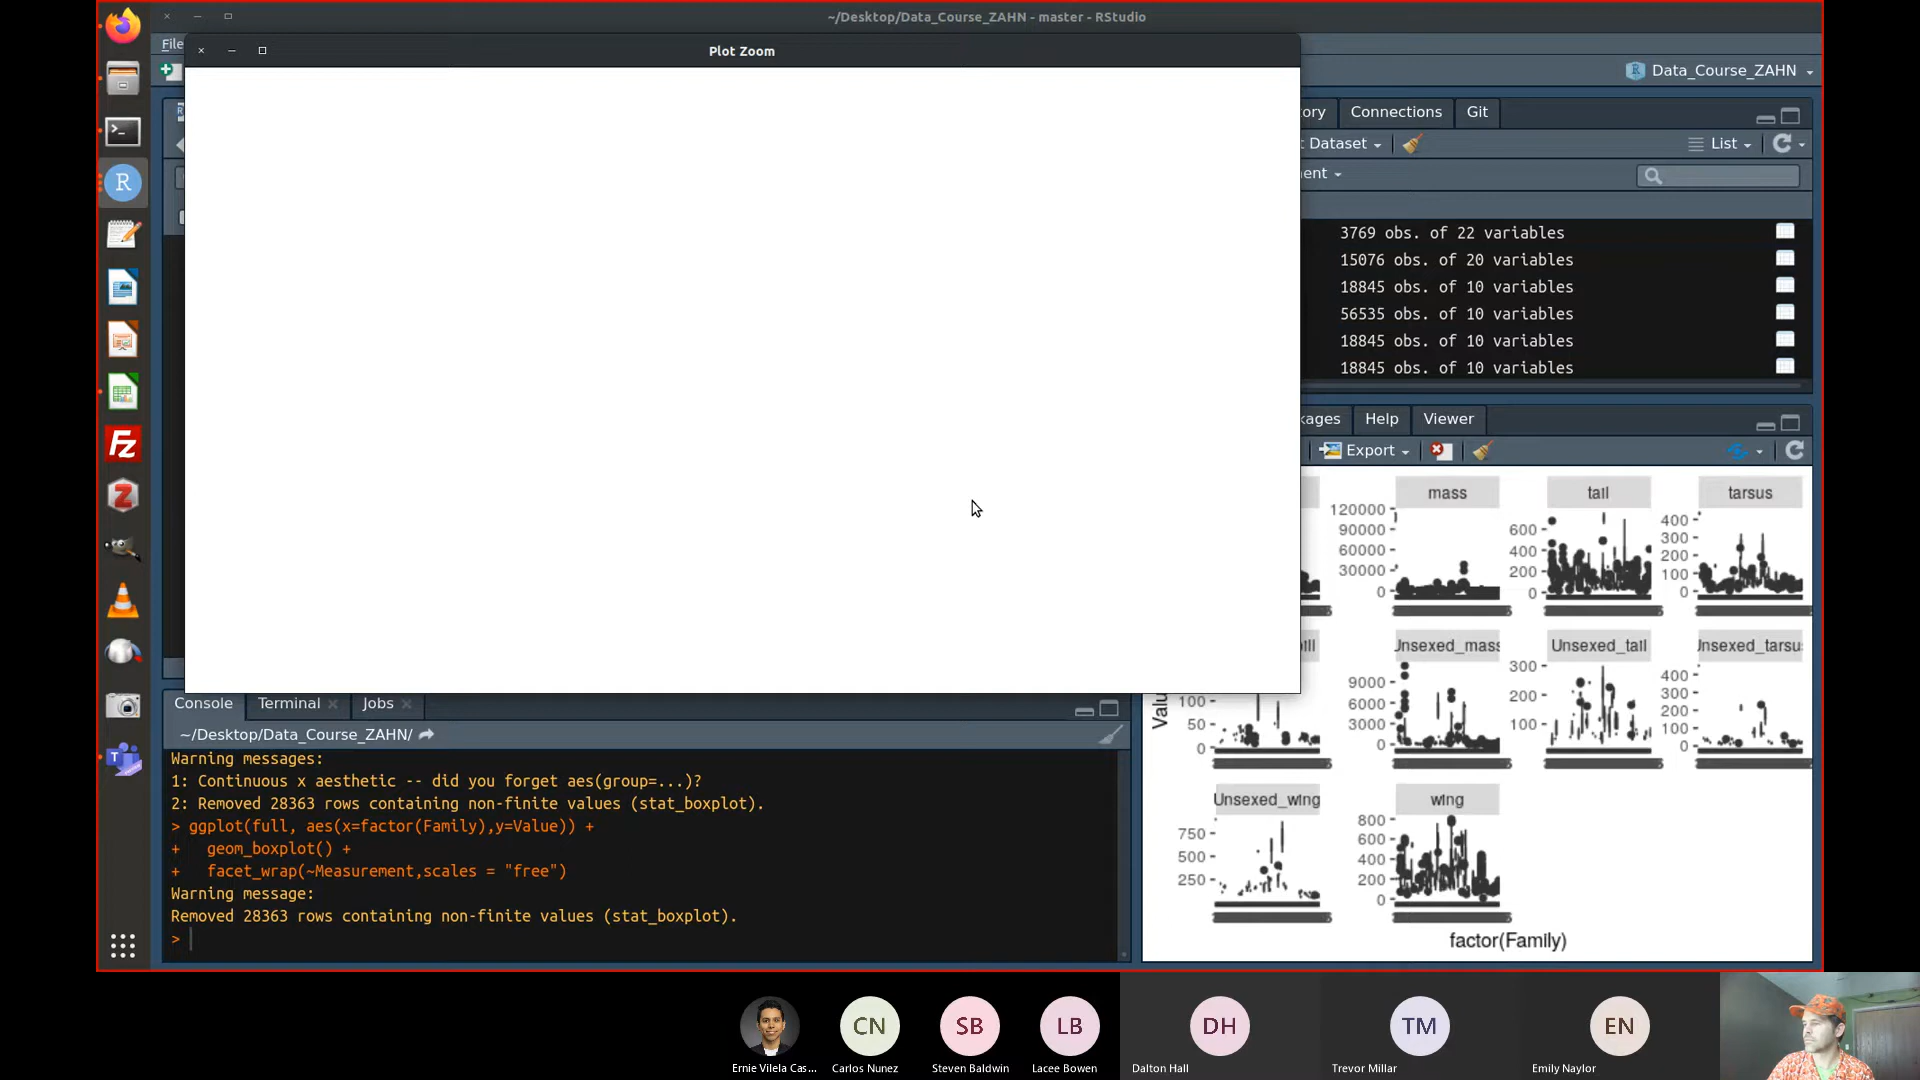 ~/Desktop/Data_Course_ZAHN - master - RStudio
File
Plot Zoom
Data_Course_ZAHN
ory
Connections
Git
t Dataset
List
ent
3769 obs. of 22 variables
15076 obs. of 20 variables
18845 obs. of 10 variables
56535 obs. of 10 variables
18845 obs. of 10 variables
18845 obs. of 10 variables
kages
Help
Viewer
Export
mass
tail
tarsus
120000
90000
60000
30000
0
600
400
200
0
400
300
200
100
0
ill
Unsexed_mass
Unsexed_tail
Unsexed_tarsu
100
50
0
9000
6000
3000
0
300
200
100
400
300
200
100
0
Valu
Unsexed_wing
wing
750
500
250
800
600
400
200
0
factor(Family)
Console
Terminal
Jobs
~/Desktop/Data_Course_ZAHN/
Warning messages:
1: Continuous x aesthetic -- did you forget aes(group=...)?
2: Removed 28363 rows containing non-finite values (stat_boxplot).
> ggplot(full, aes(x=factor(Family),y=Value)) +
+   geom_boxplot() +
+   facet_wrap(~Measurement,scales = "free")
Warning message:
Removed 28363 rows containing non-finite values (stat_boxplot).
>
R
Fz
Z
T
CN
SB
LB
DH
TM
EN
Ernie Vilela Cas...
Carlos Nunez
Steven Baldwin
Lacee Bowen
Dalton Hall
Trevor Millar
Emily Naylor